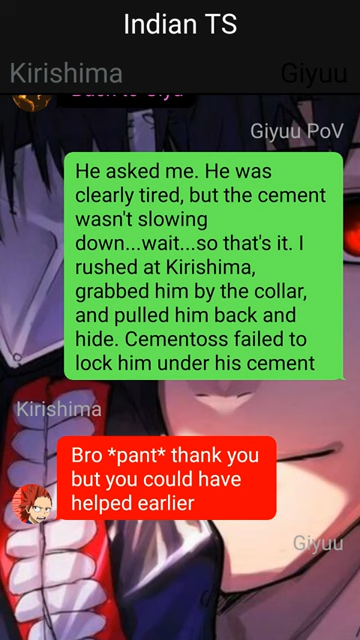 Indian TS
Kirishima
Giyuu
Giyuu PoV
He asked me. He was
clearly tired, but the cement
wasn't slowing
down...wait...so that's it. I
rushed at Kirishima,
grabbed him by the collar,
and pulled him back and
hide. Cementoss failed to
lock him under his cement
Kirishima
Bro *pant* thank you
but you could have
helped earlier
Giyuu